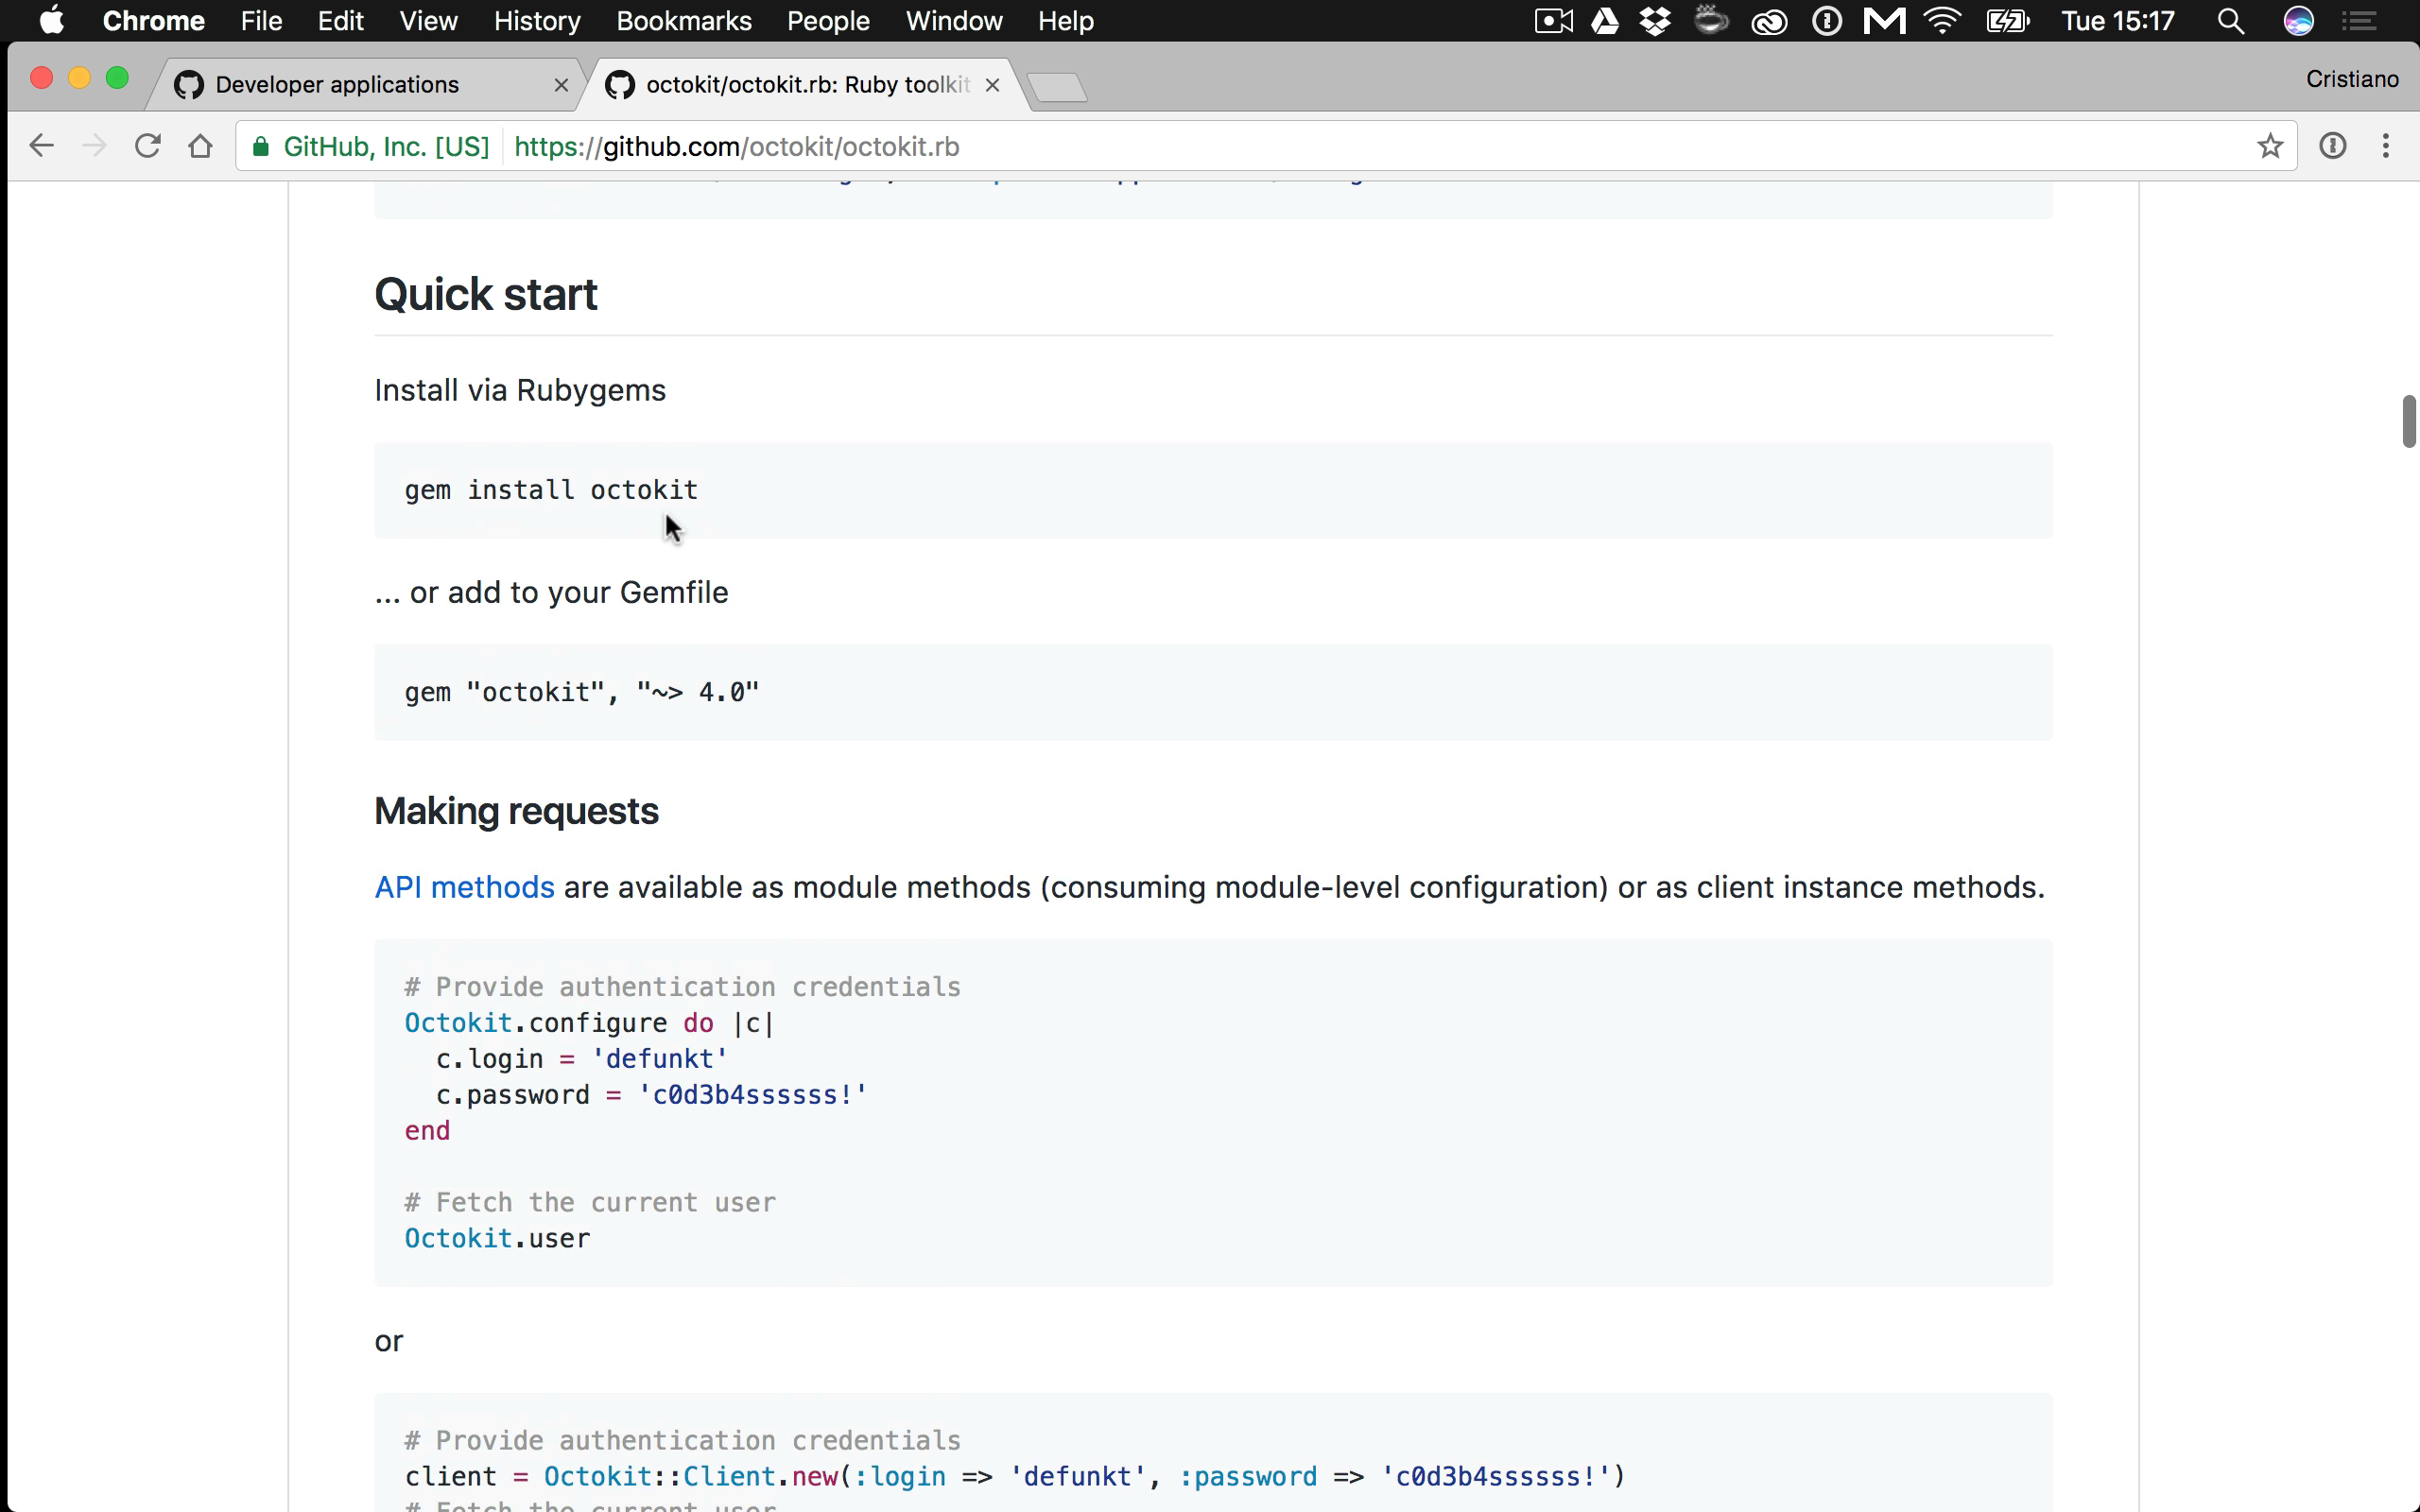 Chrome File Edit View History Bookmarks People Window Help Tue 15:17
Developer applications octokit/octokit.rb: Ruby toolkit Cristiano
GitHub, Inc. [US] https://github.com/octokit/octokit.rb
Quick start
Install via Rubygems
gem install octokit
... or add to your Gemfile
gem "octokit", "~> 4.0"
Making requests
API methods are available as module methods (consuming module-level configuration) or as client instance methods.
# Provide authentication credentials
Octokit.configure do |c|
  c.login = 'defunkt'
  c.password = 'c0d3b4ssssss!'
end
# Fetch the current user
Octokit.user
or
# Provide authentication credentials
client = Octokit::Client.new(:login => 'defunkt', :password => 'c0d3b4ssssss!')
# Fetch the current user